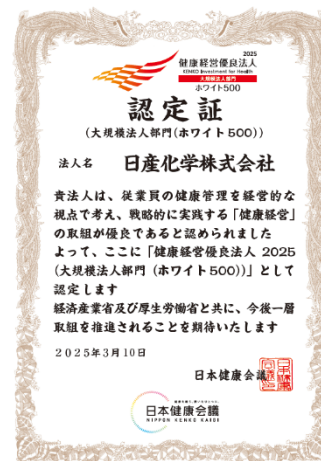 2025
健康経営優良法人
KENKO Investment for Health
大規模法人部門
ホワイト500
認定証
(大規模法人部門(ホワイト500))
法人名 日産化学株式会社
貴法人は、従業員の健康管理を経営的な
視点で考え、戦略的に実践する「健康経営」
の取組が優良であると認められました
よって、ここに「健康経営優良法人 2025
(大規模法人部門 (ホワイト500))」として
認定します
経済産業省及び厚生労働省と共に、今後一層
取組を推進されることを期待いたします
2025年3月10日
日本健康会議
日本健康会議
NIPPON KENKO KAIGI